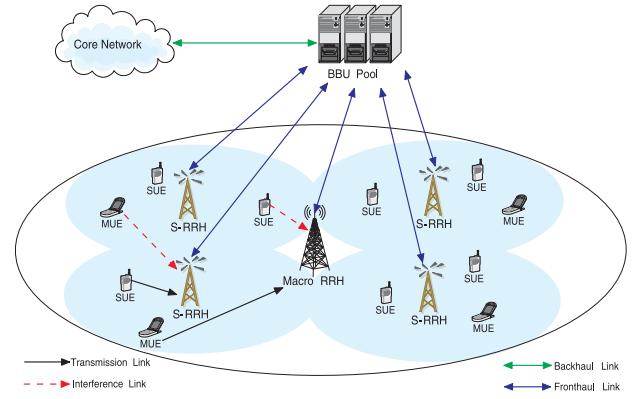 Core Network
BBU Pool
SUE
S-RRH
MUE
SUE
SUE
S-RRH
SUE
MUE
SUE
S-RRH
MUE
Macro RRH
SUE
SUE
S-RRH
MUE
Transmission Link
Interference Link
Backhaul Link
Fronthaul Link